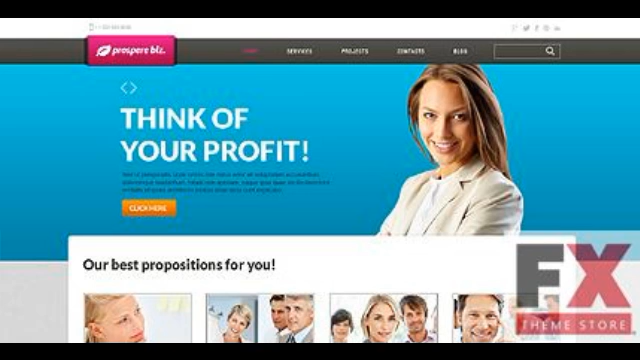 prospere biz.
HOME SERVICES PROJECTS CONTACTS BLOG
THINK OF
YOUR PROFIT!
CLICK HERE
Our best propositions for you!
FX
THEME STORE